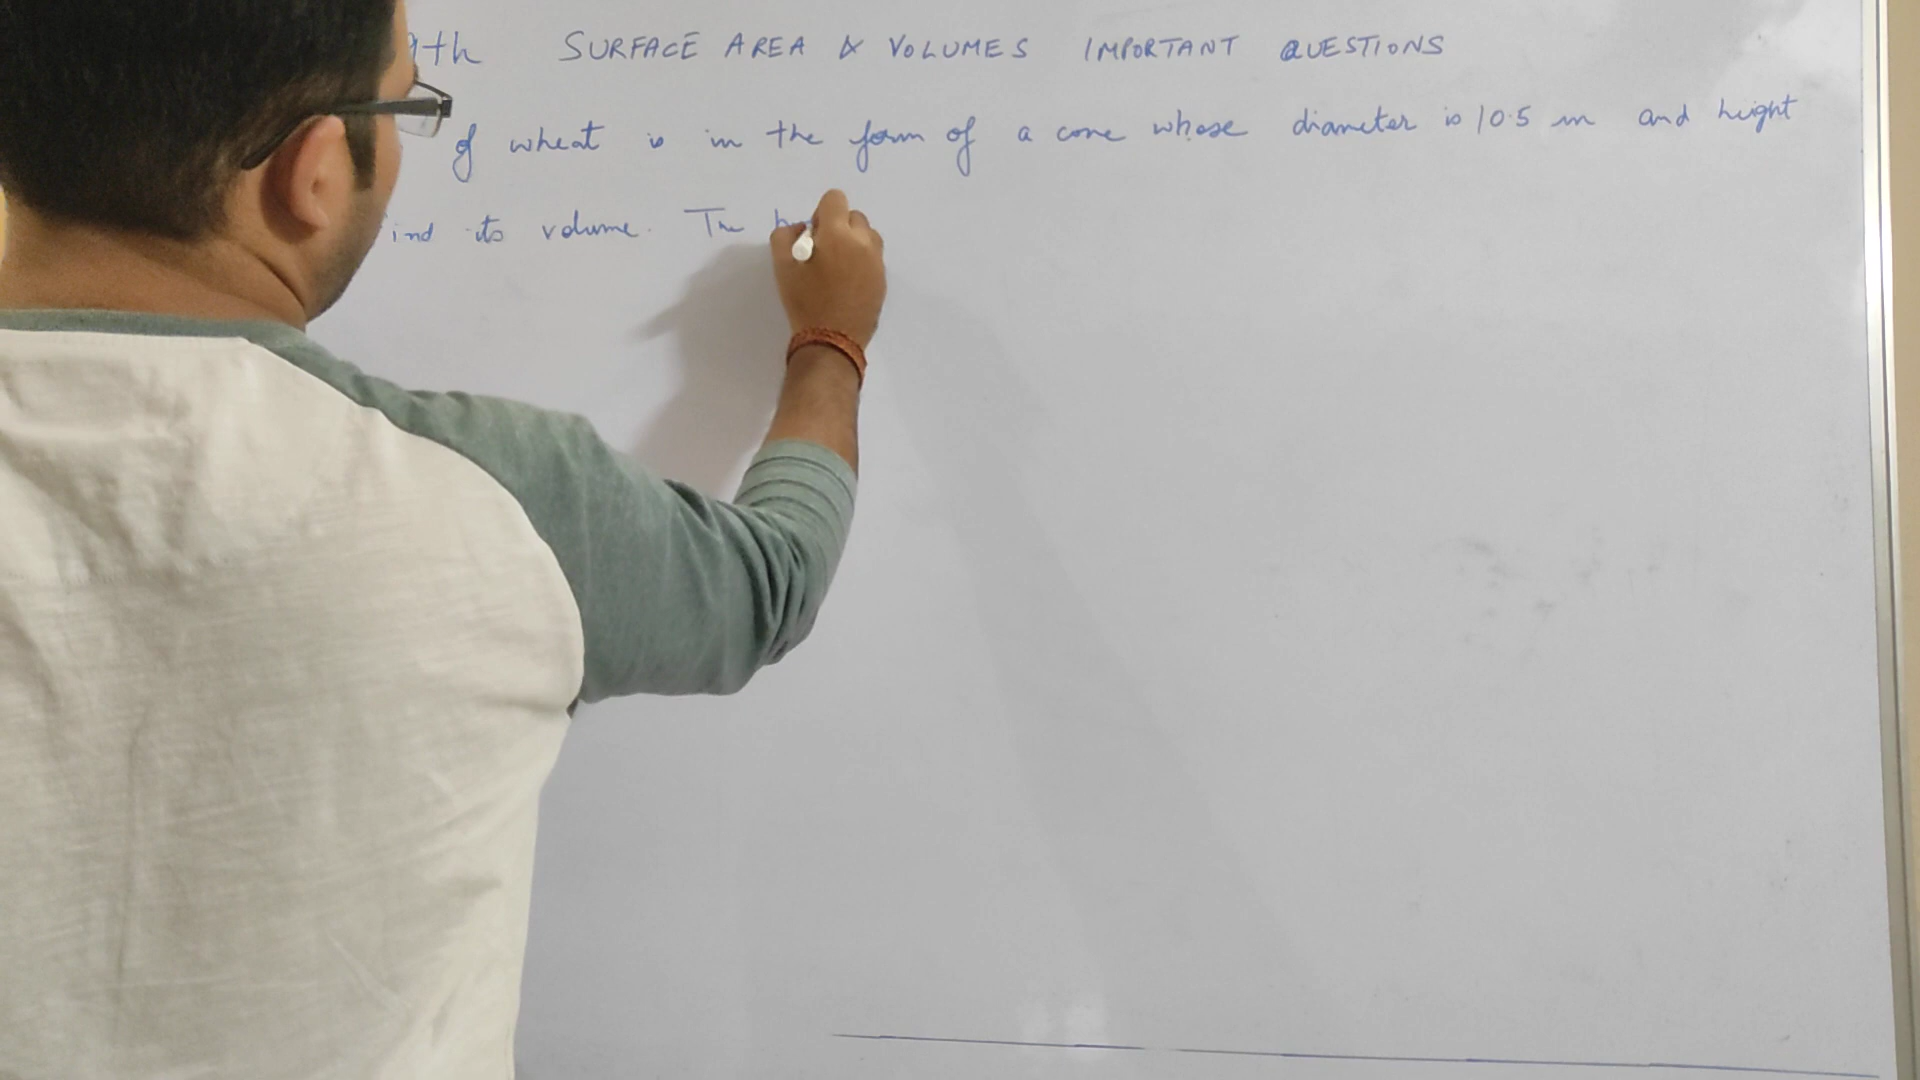 9th SURFACE AREA & VOLUMES IMPORTANT QUESTIONS
of wheat is in the form of a cone whose diameter is 10.5 m and height
ind its volume. The